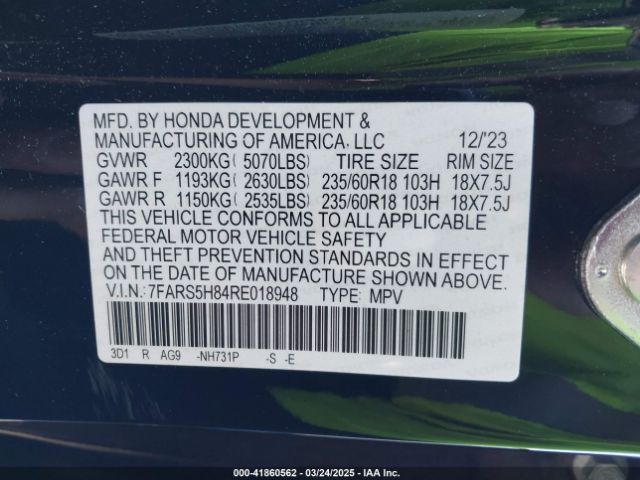 MFD. BY HONDA DEVELOPMENT &
MANUFACTURING OF AMERICA, LLC 12/'23
GVWR 2300KG( 5070LBS) TIRE SIZE RIM SIZE
GAWR F 1193KG( 2630LBS) 235/60R18 103H 18X7.5J
GAWR R 1150KG( 2535LBS) 235/60R18 103H 18X7.5J
THIS VEHICLE CONFORMS TO ALL APPLICABLE
FEDERAL MOTOR VEHICLE SAFETY
AND THEFT PREVENTION STANDARDS IN EFFECT
ON THE DATE OF MANUFACTURE SHOWN ABOVE.
V.I.N.:7FARS5H84RE018948 TYPE: MPV
3D1 R AG9 -NH731P -S -E
000-41860562 - 03/24/2025 - IAA Inc.